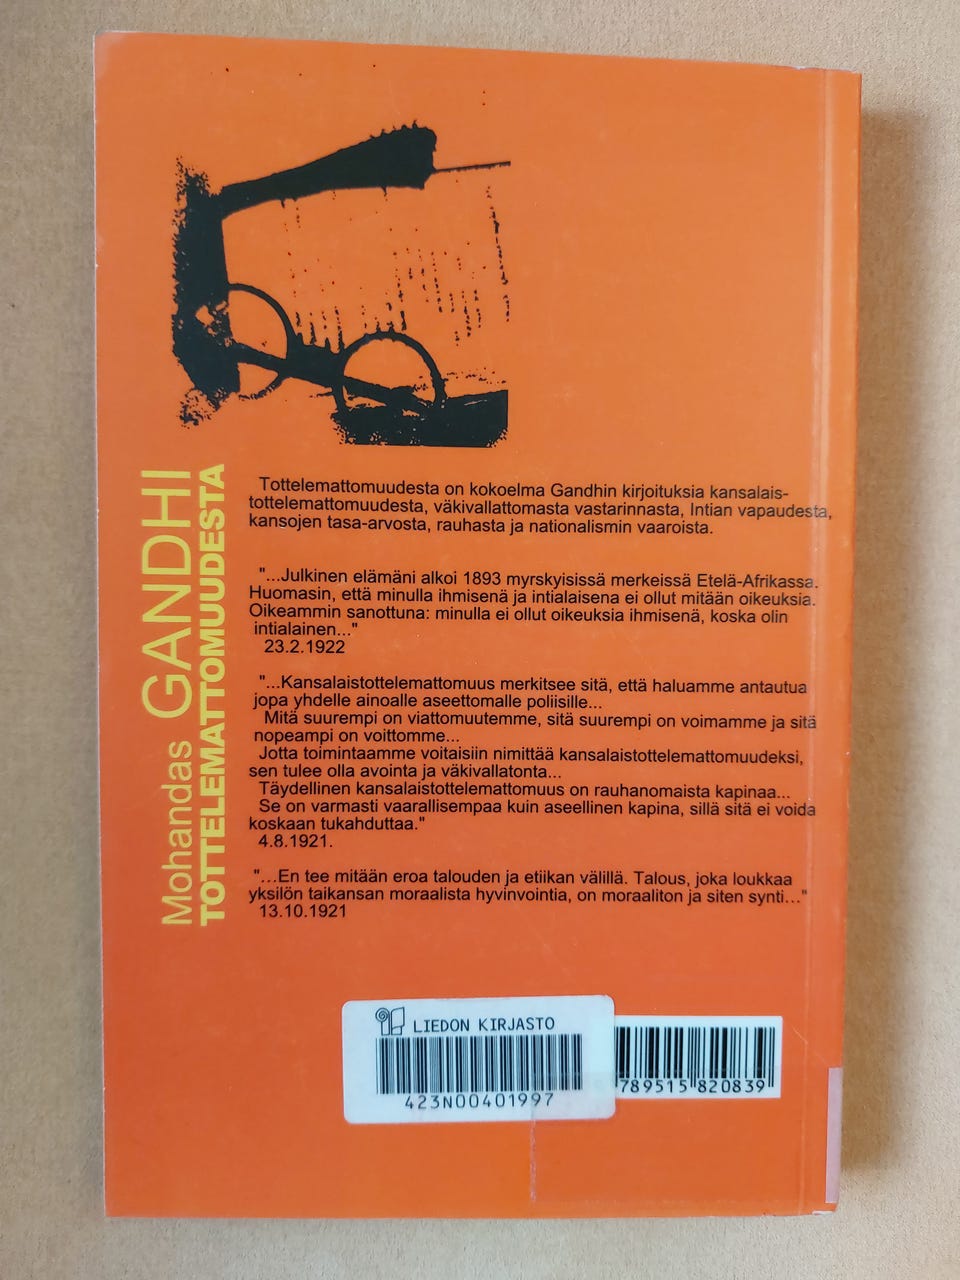 Mohandas GANDHI
TOTTELEMATTOMUUDESTA
Tottelemattomuudesta on kokoelma Gandhin kirjoituksia kansalais-
tottelemattomuudesta, väkivallattomasta vastarinnasta, Intian vapaudesta,
kansojen tasa-arvosta, rauhasta ja nationalismin vaaroista.
"...Julkinen elämäni alkoi 1893 myrskyisissä merkeissä Etelä-Afrikassa.
Huomasin, että minulla ihmisenä ja intialaisena ei ollut mitään oikeuksia.
Oikeammin sanottuna: minulla ei ollut oikeuksia ihmisenä, koska olin
intialainen..."
23.2.1922
"...Kansalaistottelemattomuus merkitsee sitä, että haluamme antautua
jopa yhdelle ainoalle aseettomalle poliisille...
Mitä suurempi on viattomuutemme, sitä suurempi on voimamme ja sitä
nopeampi on voittomme...
Jotta toimintaamme voitaisiin nimittää kansalaistottelemattomuudeksi,
sen tulee olla avointa ja väkivallatonta...
Täydellinen kansalaistottelemattomuus on rauhanomaista kapinaa...
Se on varmasti vaarallisempaa kuin aseellinen kapina, sillä sitä ei voida
koskaan tukahduttaa."
4.8.1921.
"...En tee mitään eroa talouden ja etiikan välillä. Talous, joka loukkaa
yksilön taikansan moraalista hyvinvointia, on moraaliton ja siten synti..."
13.10.1921
LIEDON KIRJASTO
423N00401997
789515820839